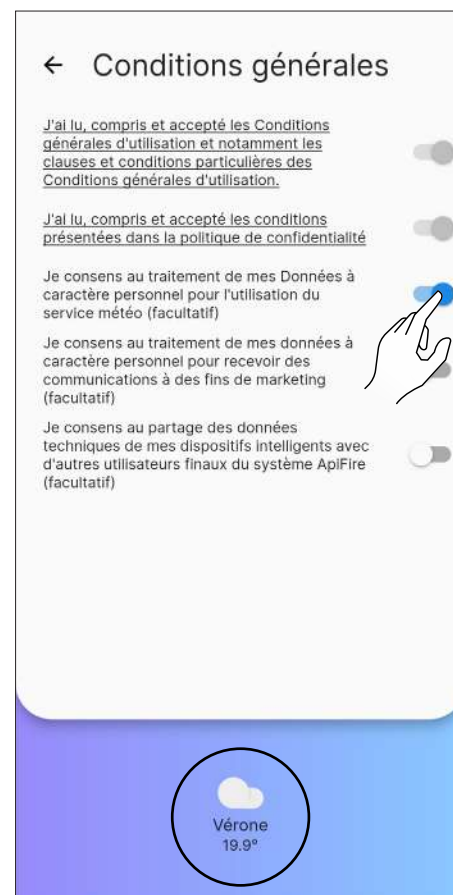 Conditions générales
J'ai lu, compris et accepté les Conditions
générales d'utilisation et notamment les
clauses et conditions particulières des
Conditions générales d'utilisation.
J'ai lu, compris et accepté les conditions
présentées dans la politique de confidentialité
Je consens au traitement de mes Données à
caractère personnel pour l'utilisation du
service météo (facultatif)
Je consens au traitement de mes données à
caractère personnel pour recevoir des
communications à des fins de marketing
(facultatif)
Je consens au partage des données
techniques de mes dispositifs intelligents avec
d'autres utilisateurs finaux du système ApiFire
(facultatif)
Vérone
19.9°